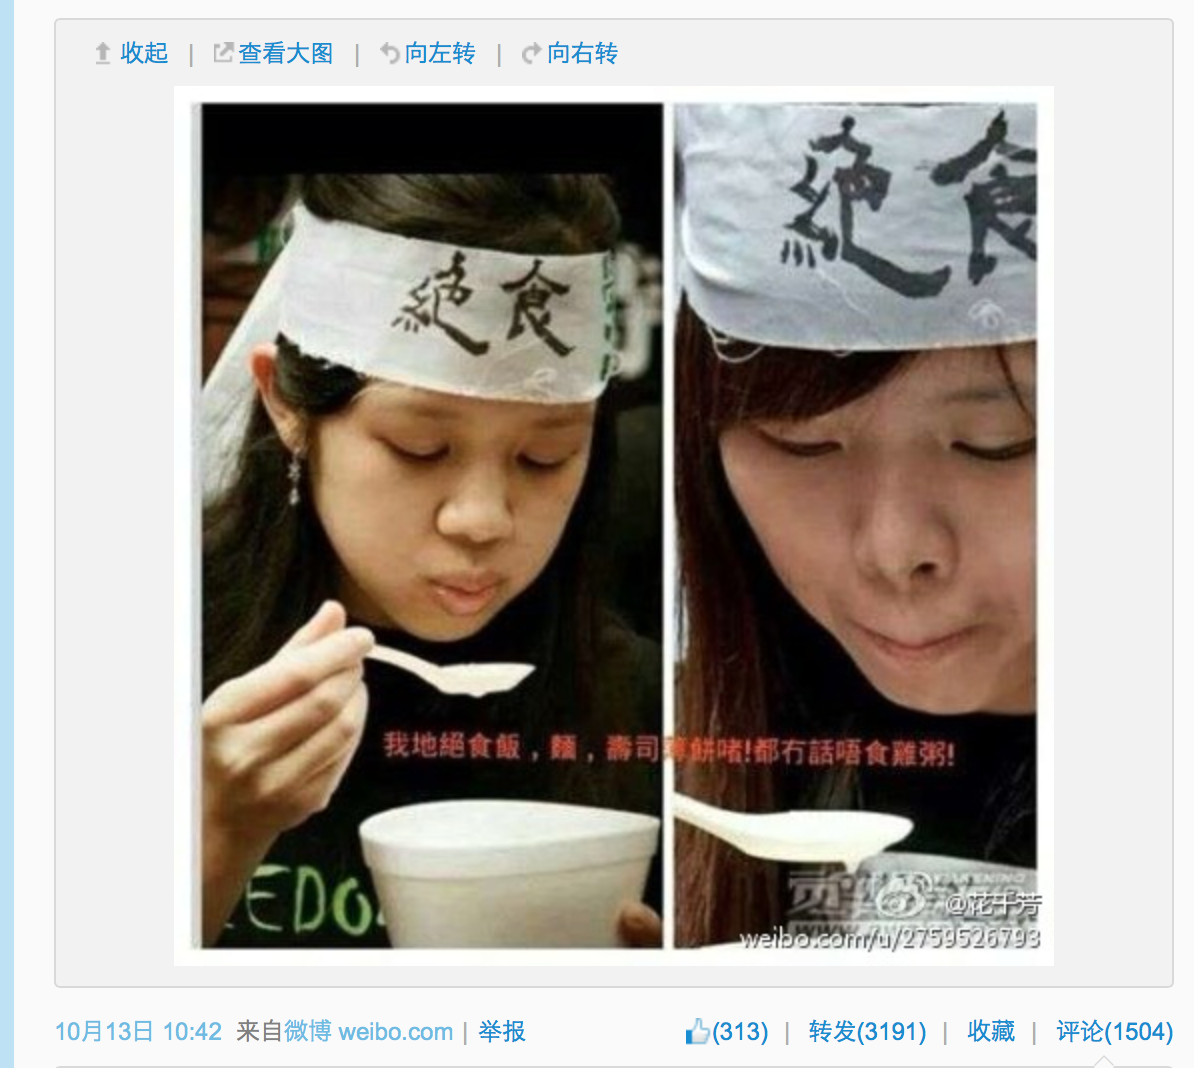 收起 | 查看大图 | 向左转 | 向右转
絕食
絕食
我地絕食飯，麵，壽司薄餅啫!都冇話唔食雞粥!
EDO
@花千芳
weibo.com/u/2759526793
10月13日 10:42 来自微博 weibo.com | 举报
(313) | 转发(3191) | 收藏 | 评论(1504)